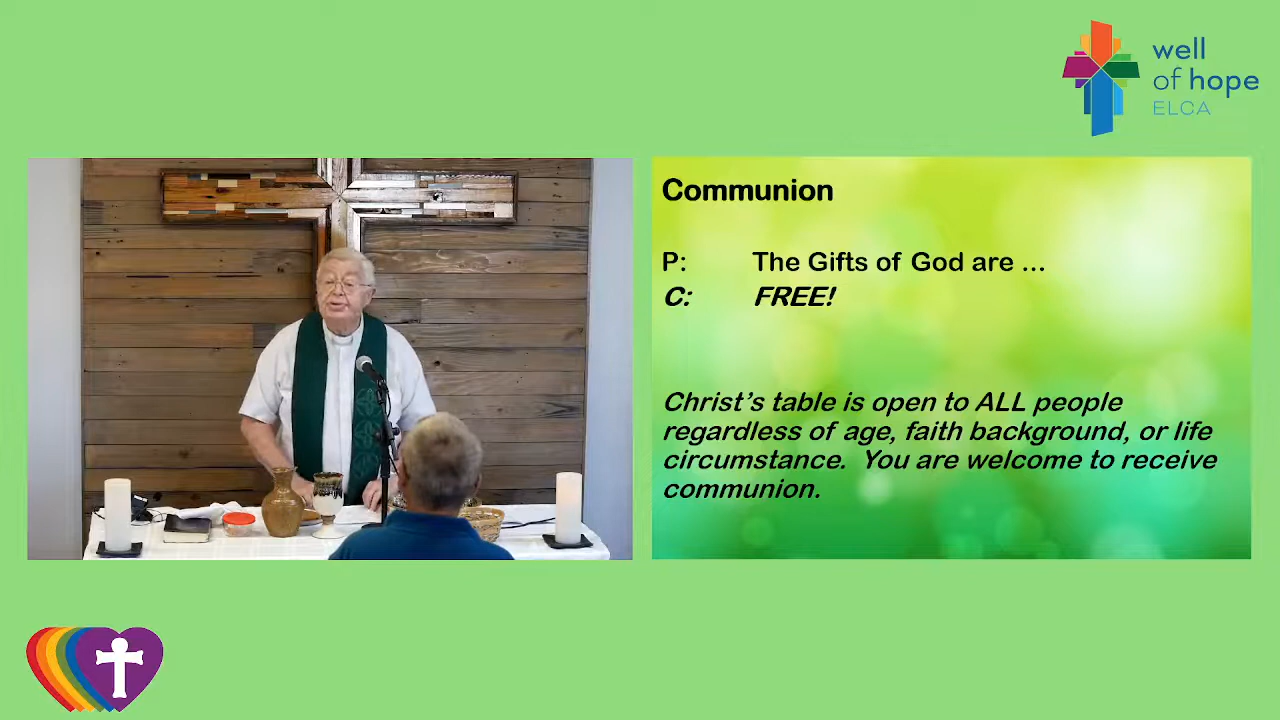 well
of hope
ELCA
Communion
P: The Gifts of God are ...
C: FREE!
Christ's table is open to ALL people
regardless of age, faith background, or life
circumstance. You are welcome to receive
communion.